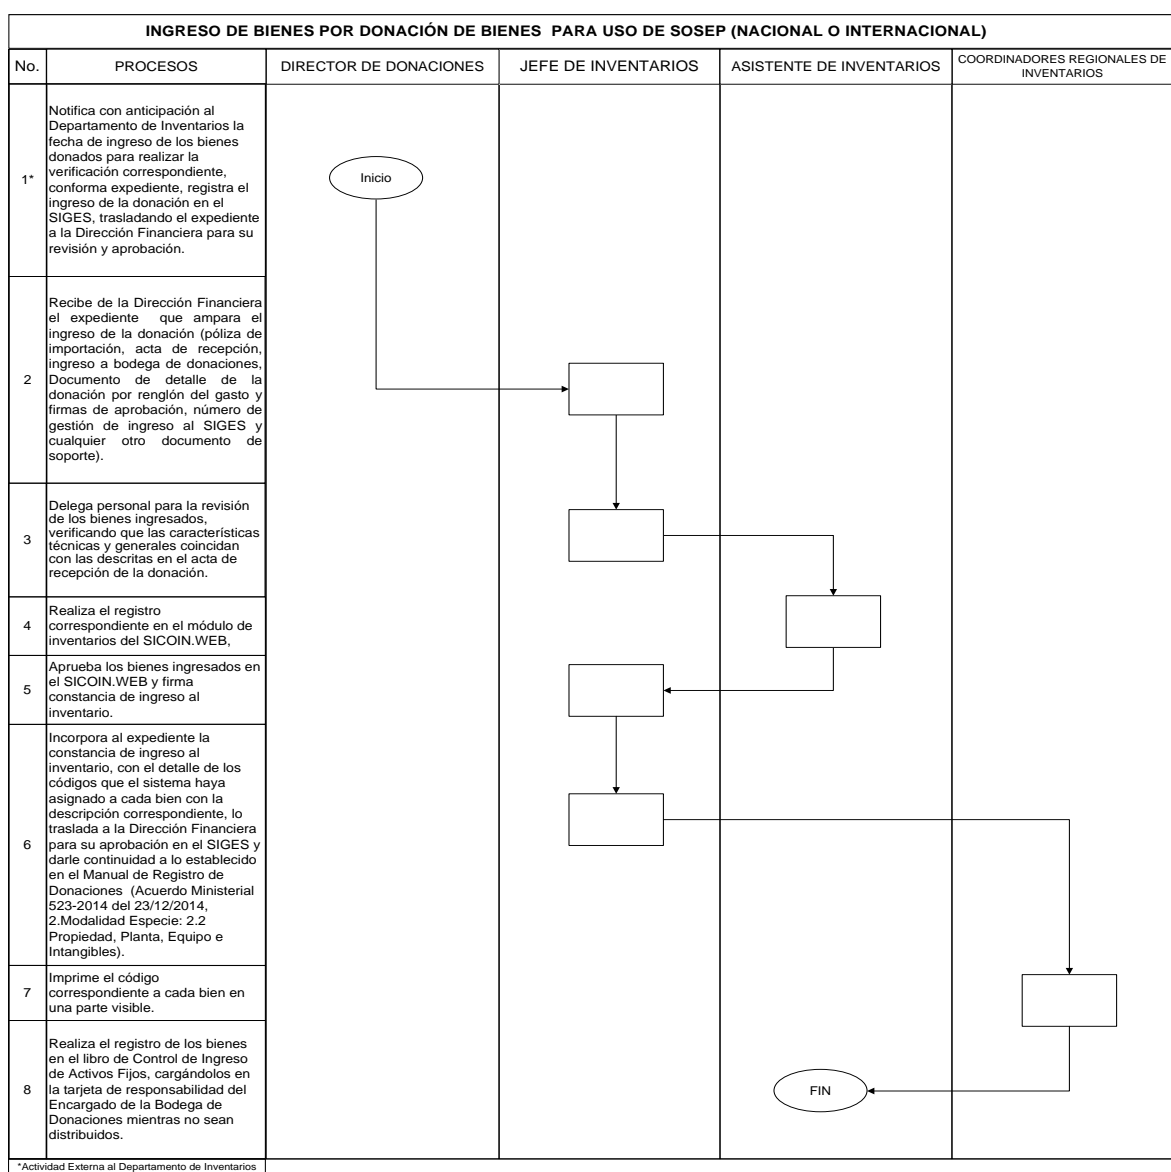 INGRESO DE BIENES POR DONACIÓN DE BIENES PARA USO DE SOSEP (NACIONAL O INTERNACIONAL)
No.
PROCESOS
DIRECTOR DE DONACIONES
JEFE DE INVENTARIOS
ASISTENTE DE INVENTARIOS
COORDINADORES REGIONALES DE
INVENTARIOS
1*
Notifica con anticipación al
Departamento de Inventarios la
fecha de ingreso de los bienes
donados para realizar la
verificación correspondiente,
conforma expediente, registra el
ingreso de la donación en el
SIGES, trasladando el expediente
a la Dirección Financiera para su
revisión y aprobación.
Inicio
2
Recibe de la Dirección Financiera
el expediente que ampara el
ingreso de la donación (póliza de
importación, acta de recepción,
ingreso a bodega de donaciones,
Documento de detalle de la
donación por renglón del gasto y
firmas de aprobación, número de
gestión de ingreso al SIGES y
cualquier otro documento de
soporte).
3
Delega personal para la revisión
de los bienes ingresados,
verificando que las características
técnicas y generales coincidan
con las descritas en el acta de
recepción de la donación.
4
Realiza el registro
correspondiente en el módulo de
inventarios del SICOIN.WEB,
5
Aprueba los bienes ingresados en
el SICOIN.WEB y firma
constancia de ingreso al
inventario.
6
Incorpora al expediente la
constancia de ingreso al
inventario, con el detalle de los
códigos que el sistema haya
asignado a cada bien con la
descripción correspondiente, lo
traslada a la Dirección Financiera
para su aprobación en el SIGES y
darle continuidad a lo establecido
en el Manual de Registro de
Donaciones (Acuerdo Ministerial
523-2014 del 23/12/2014,
2.Modalidad Especie: 2.2
Propiedad, Planta, Equipo e
Intangibles).
7
Imprime el código
correspondiente a cada bien en
una parte visible.
8
Realiza el registro de los bienes
en el libro de Control de Ingreso
de Activos Fijos, cargándolos en
la tarjeta de responsabilidad del
Encargado de la Bodega de
Donaciones mientras no sean
distribuidos.
FIN
*Actividad Externa al Departamento de Inventarios